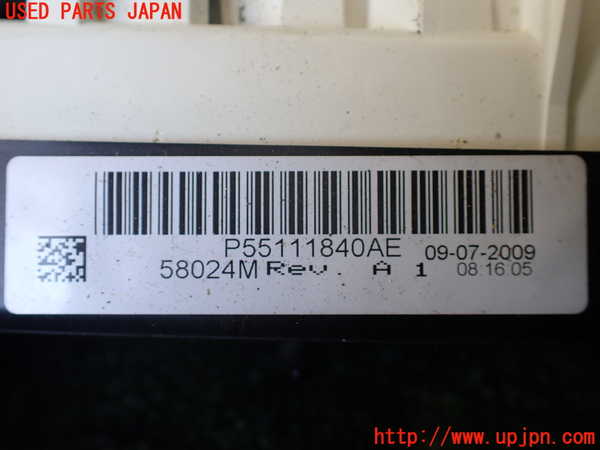 USED PARTS JAPAN
P55111840AE 09-07-2009
58024M Rev. A 1 08:16:05
http://www.upjpn.com/